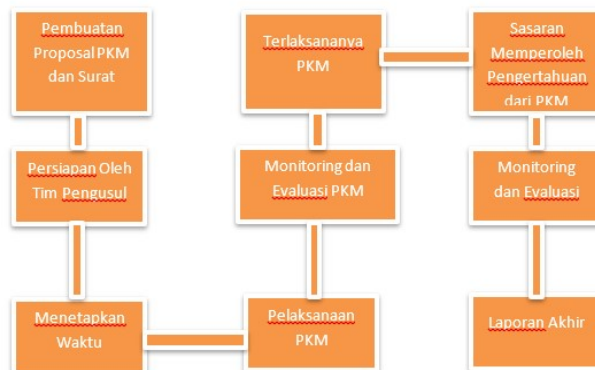 Pembuatan
Proposal PKM
dan Surat
Persiapan Oleh
Tim Pengusul
Menetapkan
Waktu
Pelaksanaan
PKM
Monitoring dan
Evaluasi PKM
Terlaksananya
PKM
Sasaran
Memperoleh
Pengertahuan
dari PKM
Monitoring
dan Evaluasi
Laporan Akhir